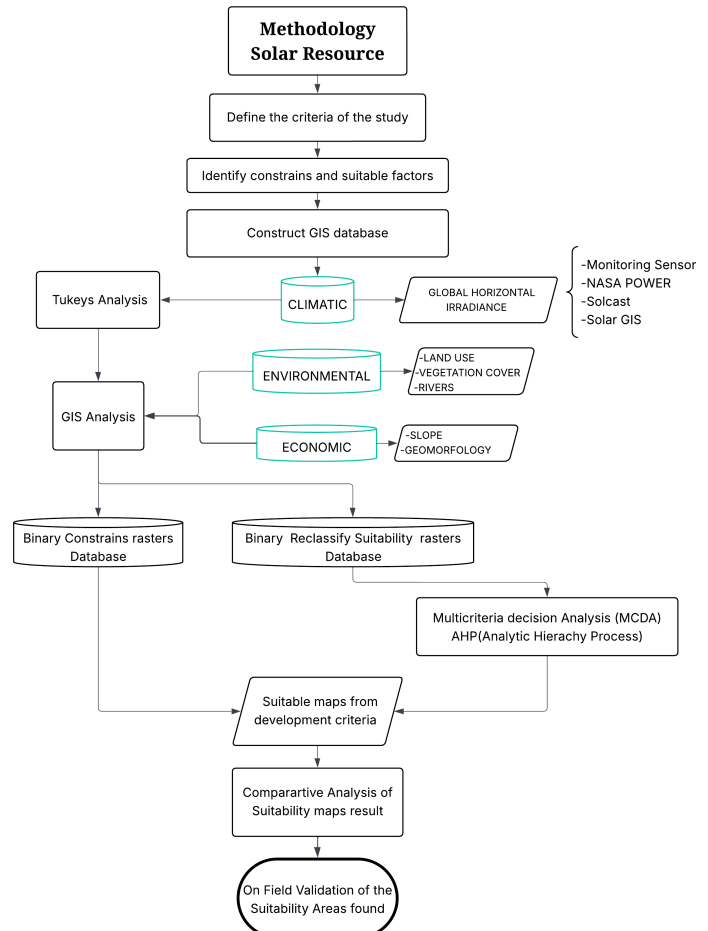 Methodology
Solar Resource
Define the criteria of the study
Identify constrains and suitable factors
Construct GIS database
CLIMATIC
GLOBAL HORIZONTAL
IRRADIANCE
-Monitoring Sensor
-NASA POWER
-Solcast
-Solar GIS
Tukeys Analysis
ENVIRONMENTAL
-LAND USE
-VEGETATION COVER
-RIVERS
GIS Analysis
ECONOMIC
-SLOPE
-GEOMORFOLOGY
Binary Constrains rasters
Database
Binary Reclassify Suitability rasters
Database
Multicriteria decision Analysis (MCDA)
AHP(Analytic Hierachy Process)
Suitable maps from
development criteria
Comparartive Analysis of
Suitability maps result
On Field Validation of the
Suitability Areas found